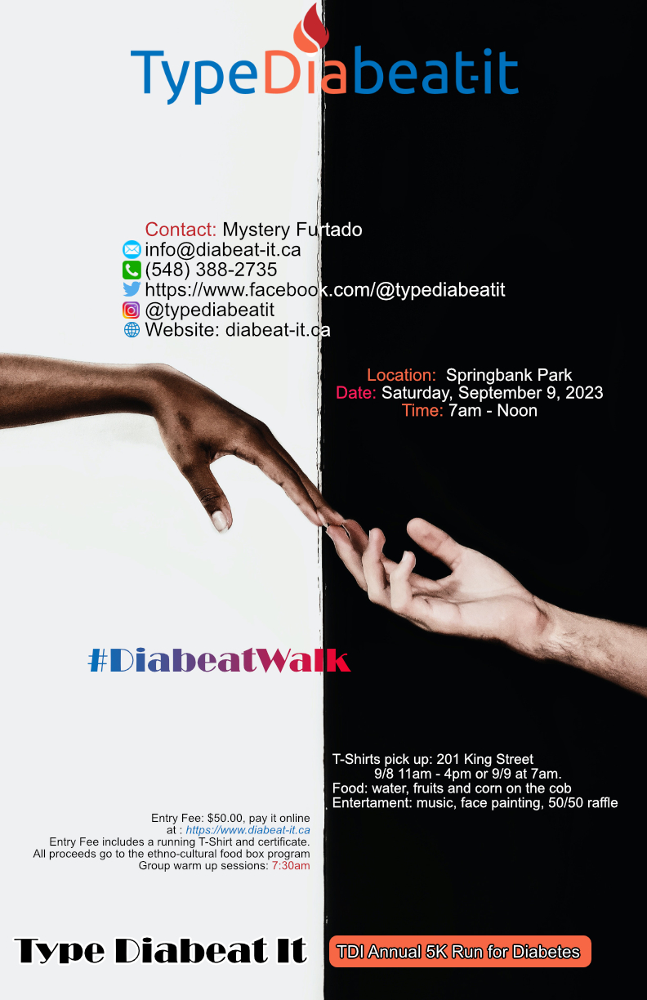 TypeDiabeat-it
Contact: Mystery Furtado
info@diabeat-it.ca
(548) 388-2735
https://www.facebook.com/@typediabeatit
@typediabeatit
Website: diabeat-it.ca
Location: Springbank Park
Date: Saturday, September 9, 2023
Time: 7am - Noon
#DiabeatWalk
T-Shirts pick up: 201 King Street
9/8 11am - 4pm or 9/9 at 7am.
Food: water, fruits and corn on the cob
Entertament: music, face painting, 50/50 raffle
Entry Fee: $50.00, pay it online
at : https://www.diabeat-it.ca
Entry Fee includes a running T-Shirt and certificate.
All proceeds go to the ethno-cultural food box program
Group warm up sessions: 7:30am
Type Diabeat It
TDI Annual 5K Run for Diabetes